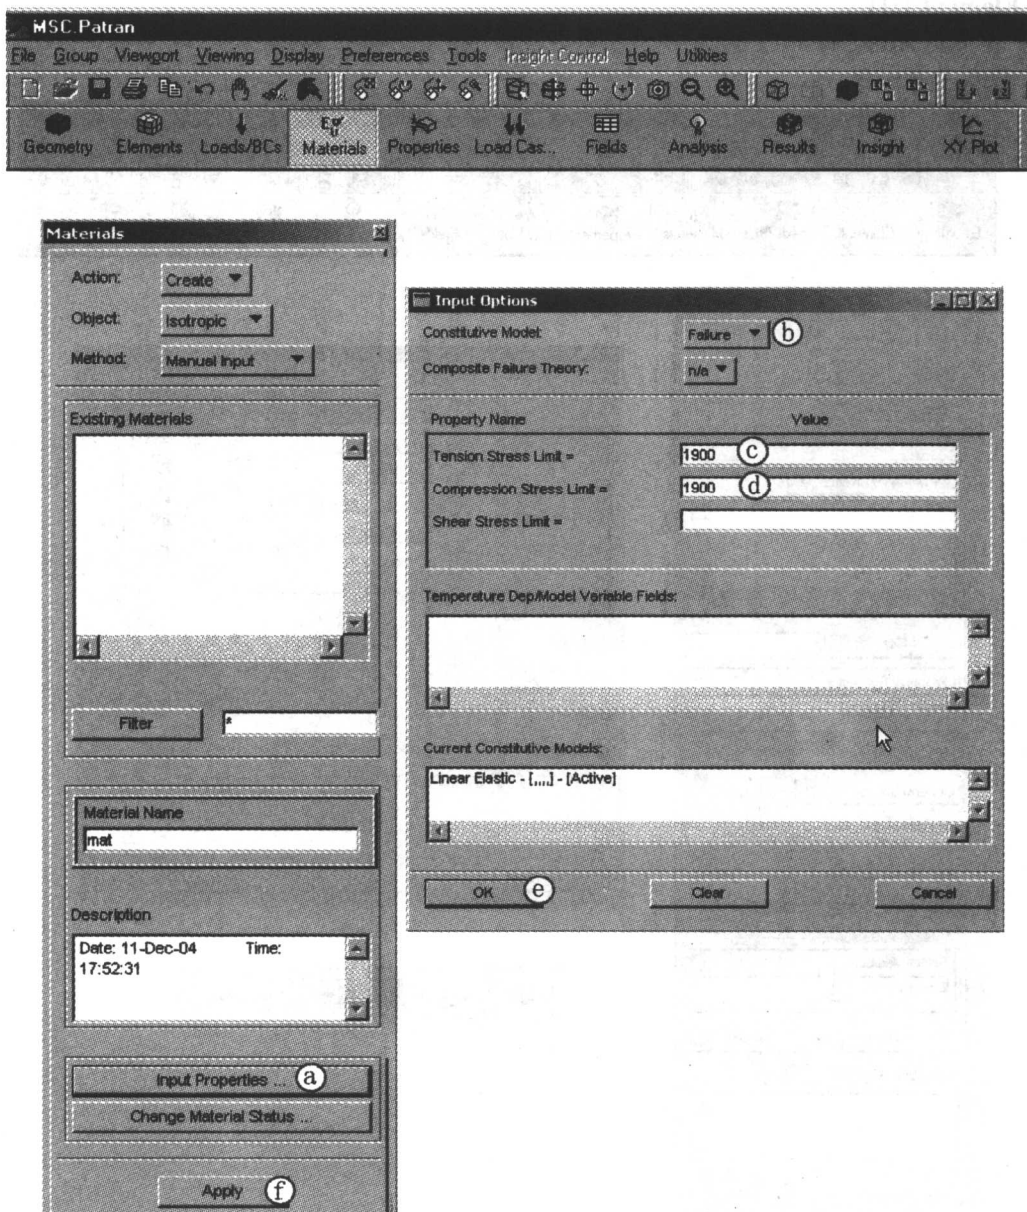 MSC.Patran
File Group Viewport Viewing Display Preferences Tools Insight Control Help Utilities
Geometry Elements Loads/BCs Materials Properties Load Cas... Fields Analysis Results Insight XY Plot
Materials
Action: Create
Object: Isotropic
Method: Manual Input
Existing Materials
Filter *
Material Name
mat
Description
Date: 11-Dec-04 Time:
17:52:31
Input Properties ... a
Change Material Status ...
Apply f
Input Options
Constitutive Model: Failure b
Composite Failure Theory: n/a
Property Name Value
Tension Stress Limit = 1900 c
Compression Stress Limit = 1900 d
Shear Stress Limit =
Temperature Dep/Model Variable Fields:
Current Constitutive Models:
Linear Elastic - [,,,,] - [Active]
OK e Clear Cancel